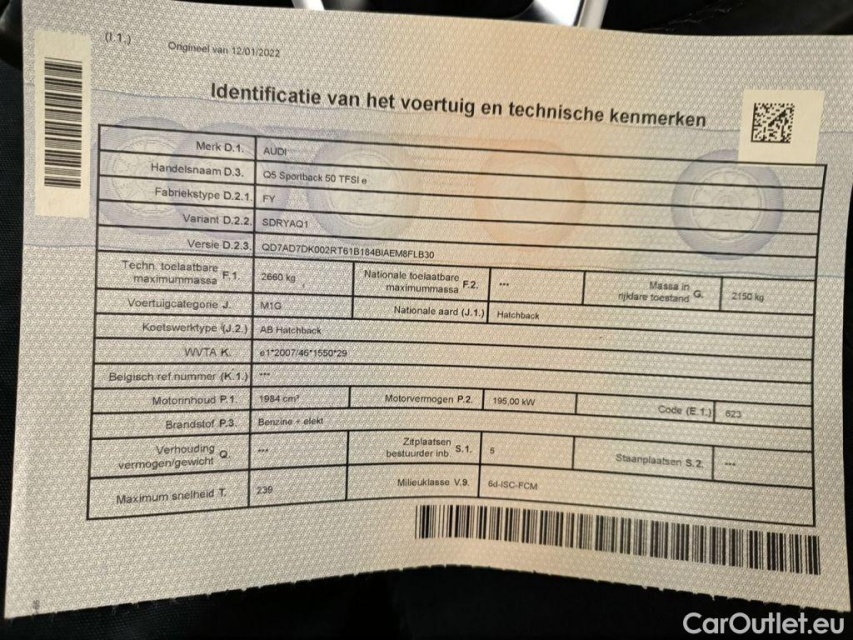 (I.1.)
Origineel van 12/01/2022
Identificatie van het voertuig en technische kenmerken
Merk D.1. AUDI
Handelsnaam D.3. Q5 Sportback 50 TFSI e
Fabriekstype D.2.1. FY
Variant D.2.2. SDRYAQ1
Versie D.2.3. QD7AD7DK002RT61B184BIAEM8FLB30
Techn. toelaatbare maximummassa F.1. 2660 kg Nationale toelaatbare maximummassa F.2. *** Massa in rijklare toestand G. 2150 kg
Voertuigcategorie J. M1G Nationale aard (J.1.) Hatchback
Koetswerktype (J.2.) AB Hatchback
WVTA K. e1*2007/46*1550*29
Belgisch ref nummer (K.1.) ***
Motorinhoud P.1. 1984 cm³ Motorvermogen P.2. 195,00 kW Code (E.1.) 623
Brandstof P.3. Benzine + elekt
Verhouding vermogen/gewicht Q. *** Zitplaatsen bestuurder inb. S.1. 5 Staanplaatsen S.2. ***
Maximum snelheid T. 239 Milieuklasse V.9. 6d-ISC-FCM
CarOutlet.eu